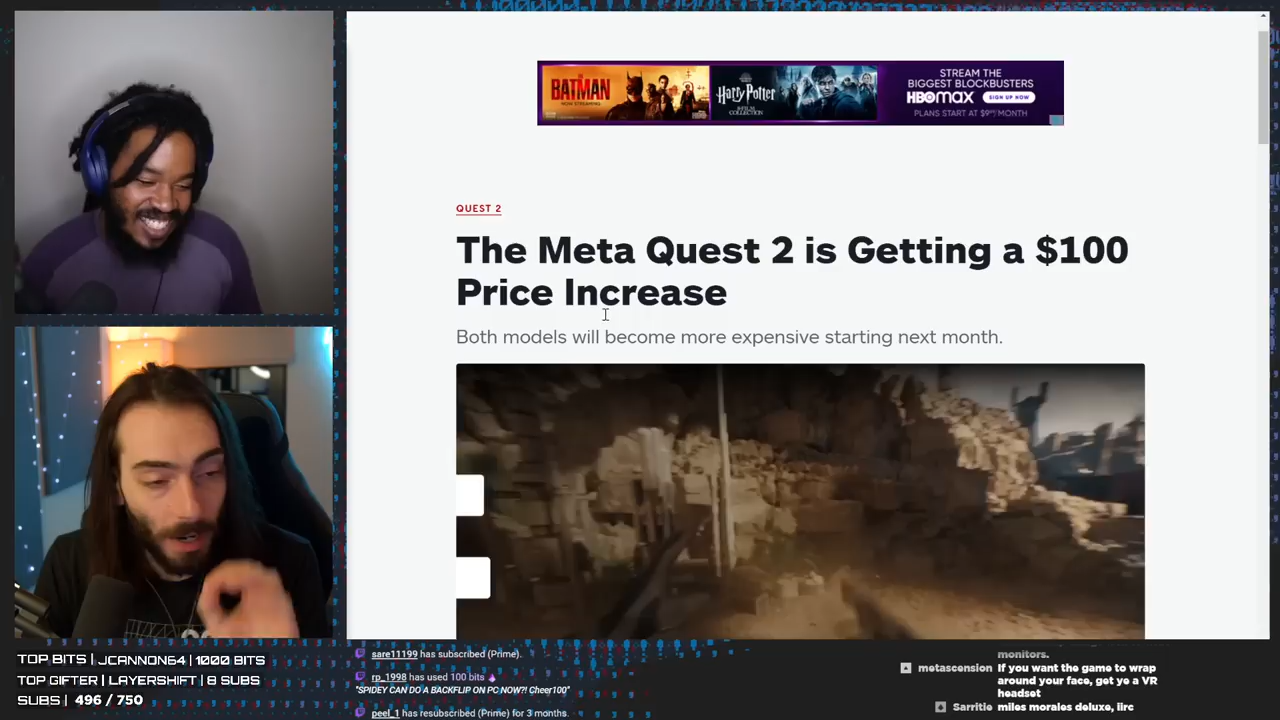 BATMAN
NOW STREAMING
Harry Potter
STREAM THE
BIGGEST BLOCKBUSTERS
HBOmax SIGN UP NOW
PLANS START AT $9.99/MONTH
QUEST 2
The Meta Quest 2 is Getting a $100
Price Increase
Both models will become more expensive starting next month.
TOP BITS | JCANNON64 | 1000 BITS
TOP GIFTER | LAYERSHIFT | 8 SUBS
SUBS | 496 / 750
sare11199 has subscribed (Prime).
rp_1998 has used 100 bits
"SPIDEY CAN DO A BACKFLIP ON PC NOW?! Cheer100"
peel_1 has resubscribed (Prime) for 3 months.
monitors.
metascension If you want the game to wrap
around your face, get ye a VR
headset
Sarritie miles morales deluxe, iirc